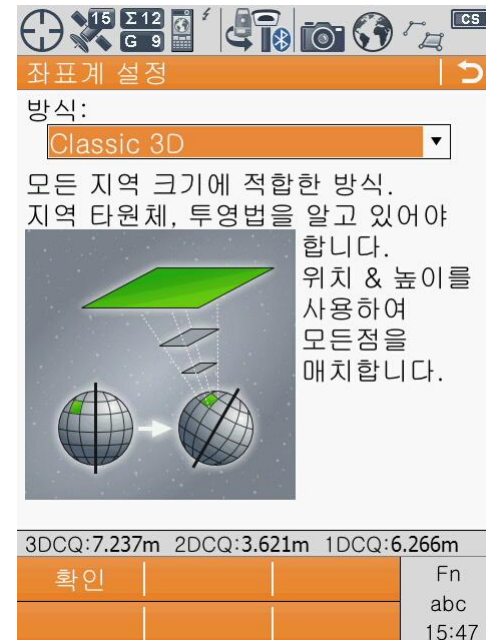 15 Σ 12
G 9
CS
좌표계 설정
방식:
Classic 3D
모든 지역 크기에 적합한 방식.
지역 타원체, 투영법을 알고 있어야
합니다.
위치 & 높이를
사용하여
모든점을
매치합니다.
3DCQ:7.237m 2DCQ:3.621m 1DCQ:6.266m
확인 Fn
abc
15:47